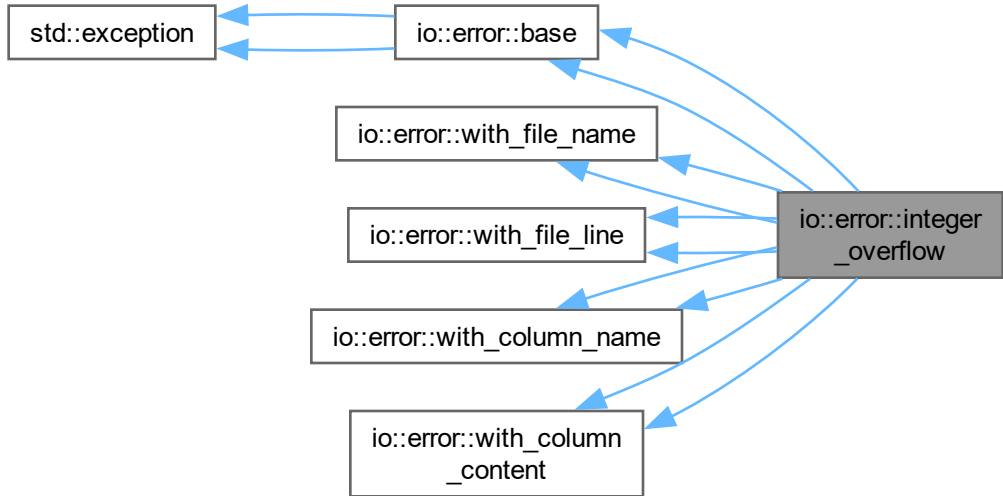 std::exception
io::error::base
io::error::with_file_name
io::error::integer
_overflow
io::error::with_file_line
io::error::with_column_name
io::error::with_column
_content